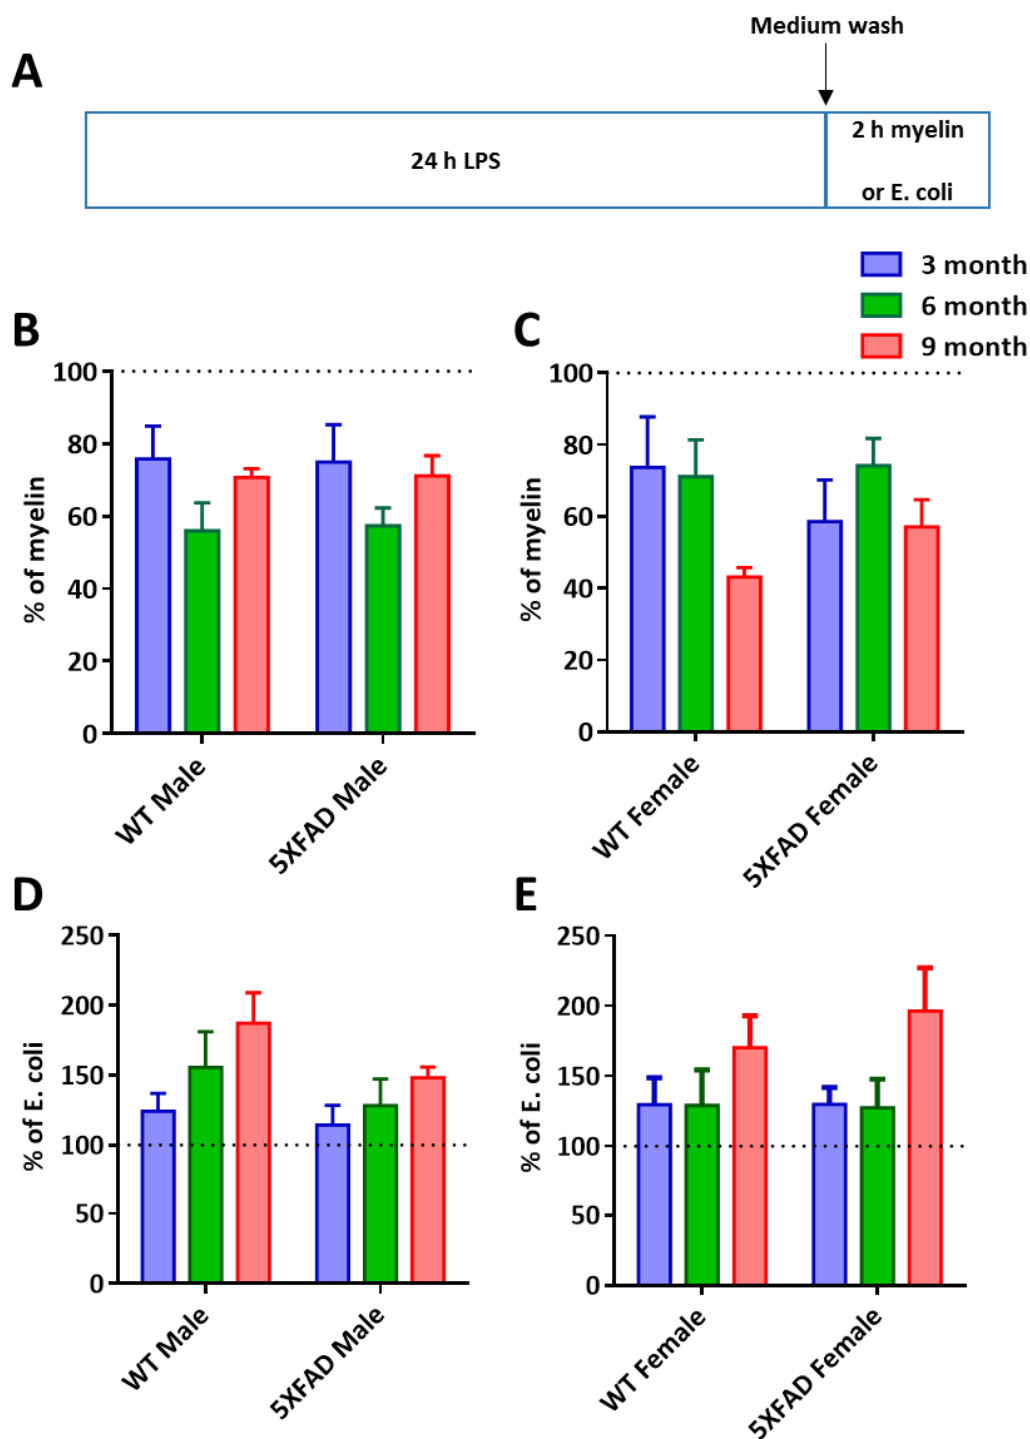 Medium wash
A
24 h LPS
2 h myelin
or E. coli
3 month
6 month
9 month
B
100
80
60
40
20
0
% of myelin
WT Male
5XFAD Male
C
100
80
60
40
20
0
% of myelin
WT Female
5XFAD Female
D
250
200
150
100
50
0
% of E. coli
WT Male
5XFAD Male
E
250
200
150
100
50
0
% of E. coli
WT Female
5XFAD Female